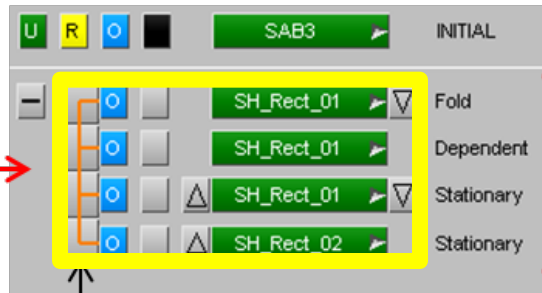 U R O SAB3 INITIAL
O SH_Rect_01 Fold
O SH_Rect_01 Dependent
O SH_Rect_01 Stationary
O SH_Rect_02 Stationary